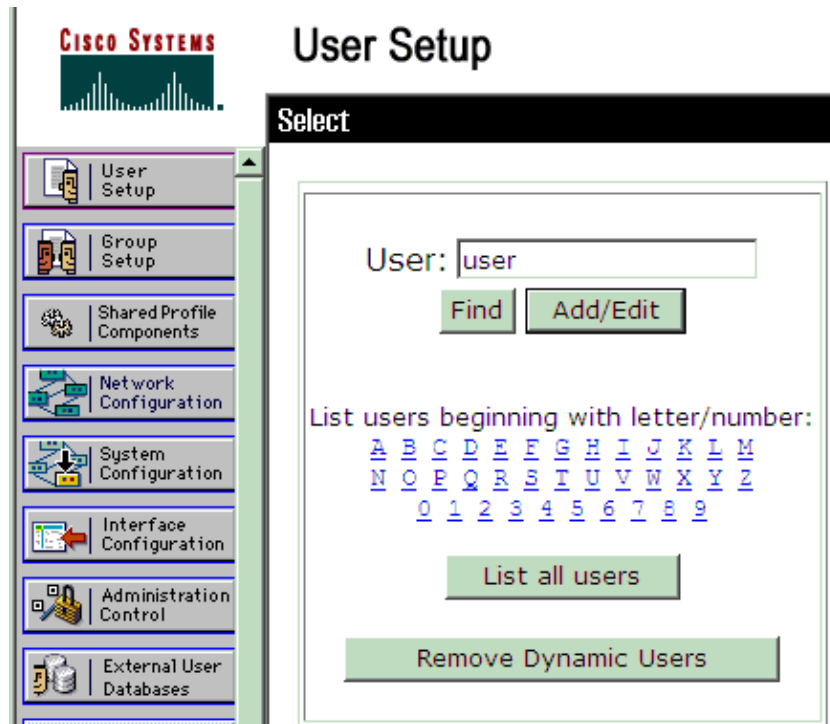 CISCO SYSTEMS
User Setup
Select
User
Setup
Group
Setup
Shared Profile
Components
Network
Configuration
System
Configuration
Interface
Configuration
Administration
Control
External User
Databases
User: user
Find Add/Edit
List users beginning with letter/number:
A B C D E F G H I J K L M
N O P Q R S T U V W X Y Z
0 1 2 3 4 5 6 7 8 9
List all users
Remove Dynamic Users